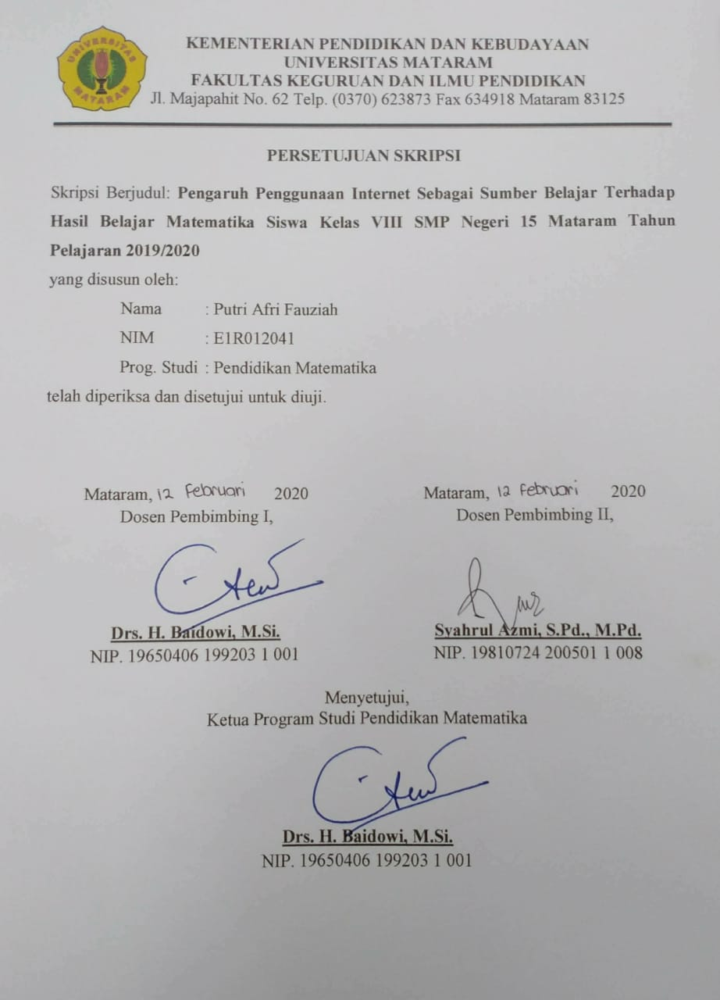 UNIVERSITAS MATARAM
KEMENTERIAN PENDIDIKAN DAN KEBUDAYAAN
UNIVERSITAS MATARAM
FAKULTAS KEGURUAN DAN ILMU PENDIDIKAN
Jl. Majapahit No. 62 Telp. (0370) 623873 Fax 634918 Mataram 83125
PERSETUJUAN SKRIPSI
Skripsi Berjudul: Pengaruh Penggunaan Internet Sebagai Sumber Belajar Terhadap
Hasil Belajar Matematika Siswa Kelas VIII SMP Negeri 15 Mataram Tahun
Pelajaran 2019/2020
yang disusun oleh:
Nama : Putri Afri Fauziah
NIM : E1R012041
Prog. Studi : Pendidikan Matematika
telah diperiksa dan disetujui untuk diuji.
Mataram, 12 Februari 2020
Dosen Pembimbing I,
Drs. H. Baidowi, M.Si.
NIP. 19650406 199203 1 001
Mataram, 12 Februari 2020
Dosen Pembimbing II,
Syahrul Azmi, S.Pd., M.Pd.
NIP. 19810724 200501 1 008
Menyetujui,
Ketua Program Studi Pendidikan Matematika
Drs. H. Baidowi, M.Si.
NIP. 19650406 199203 1 001